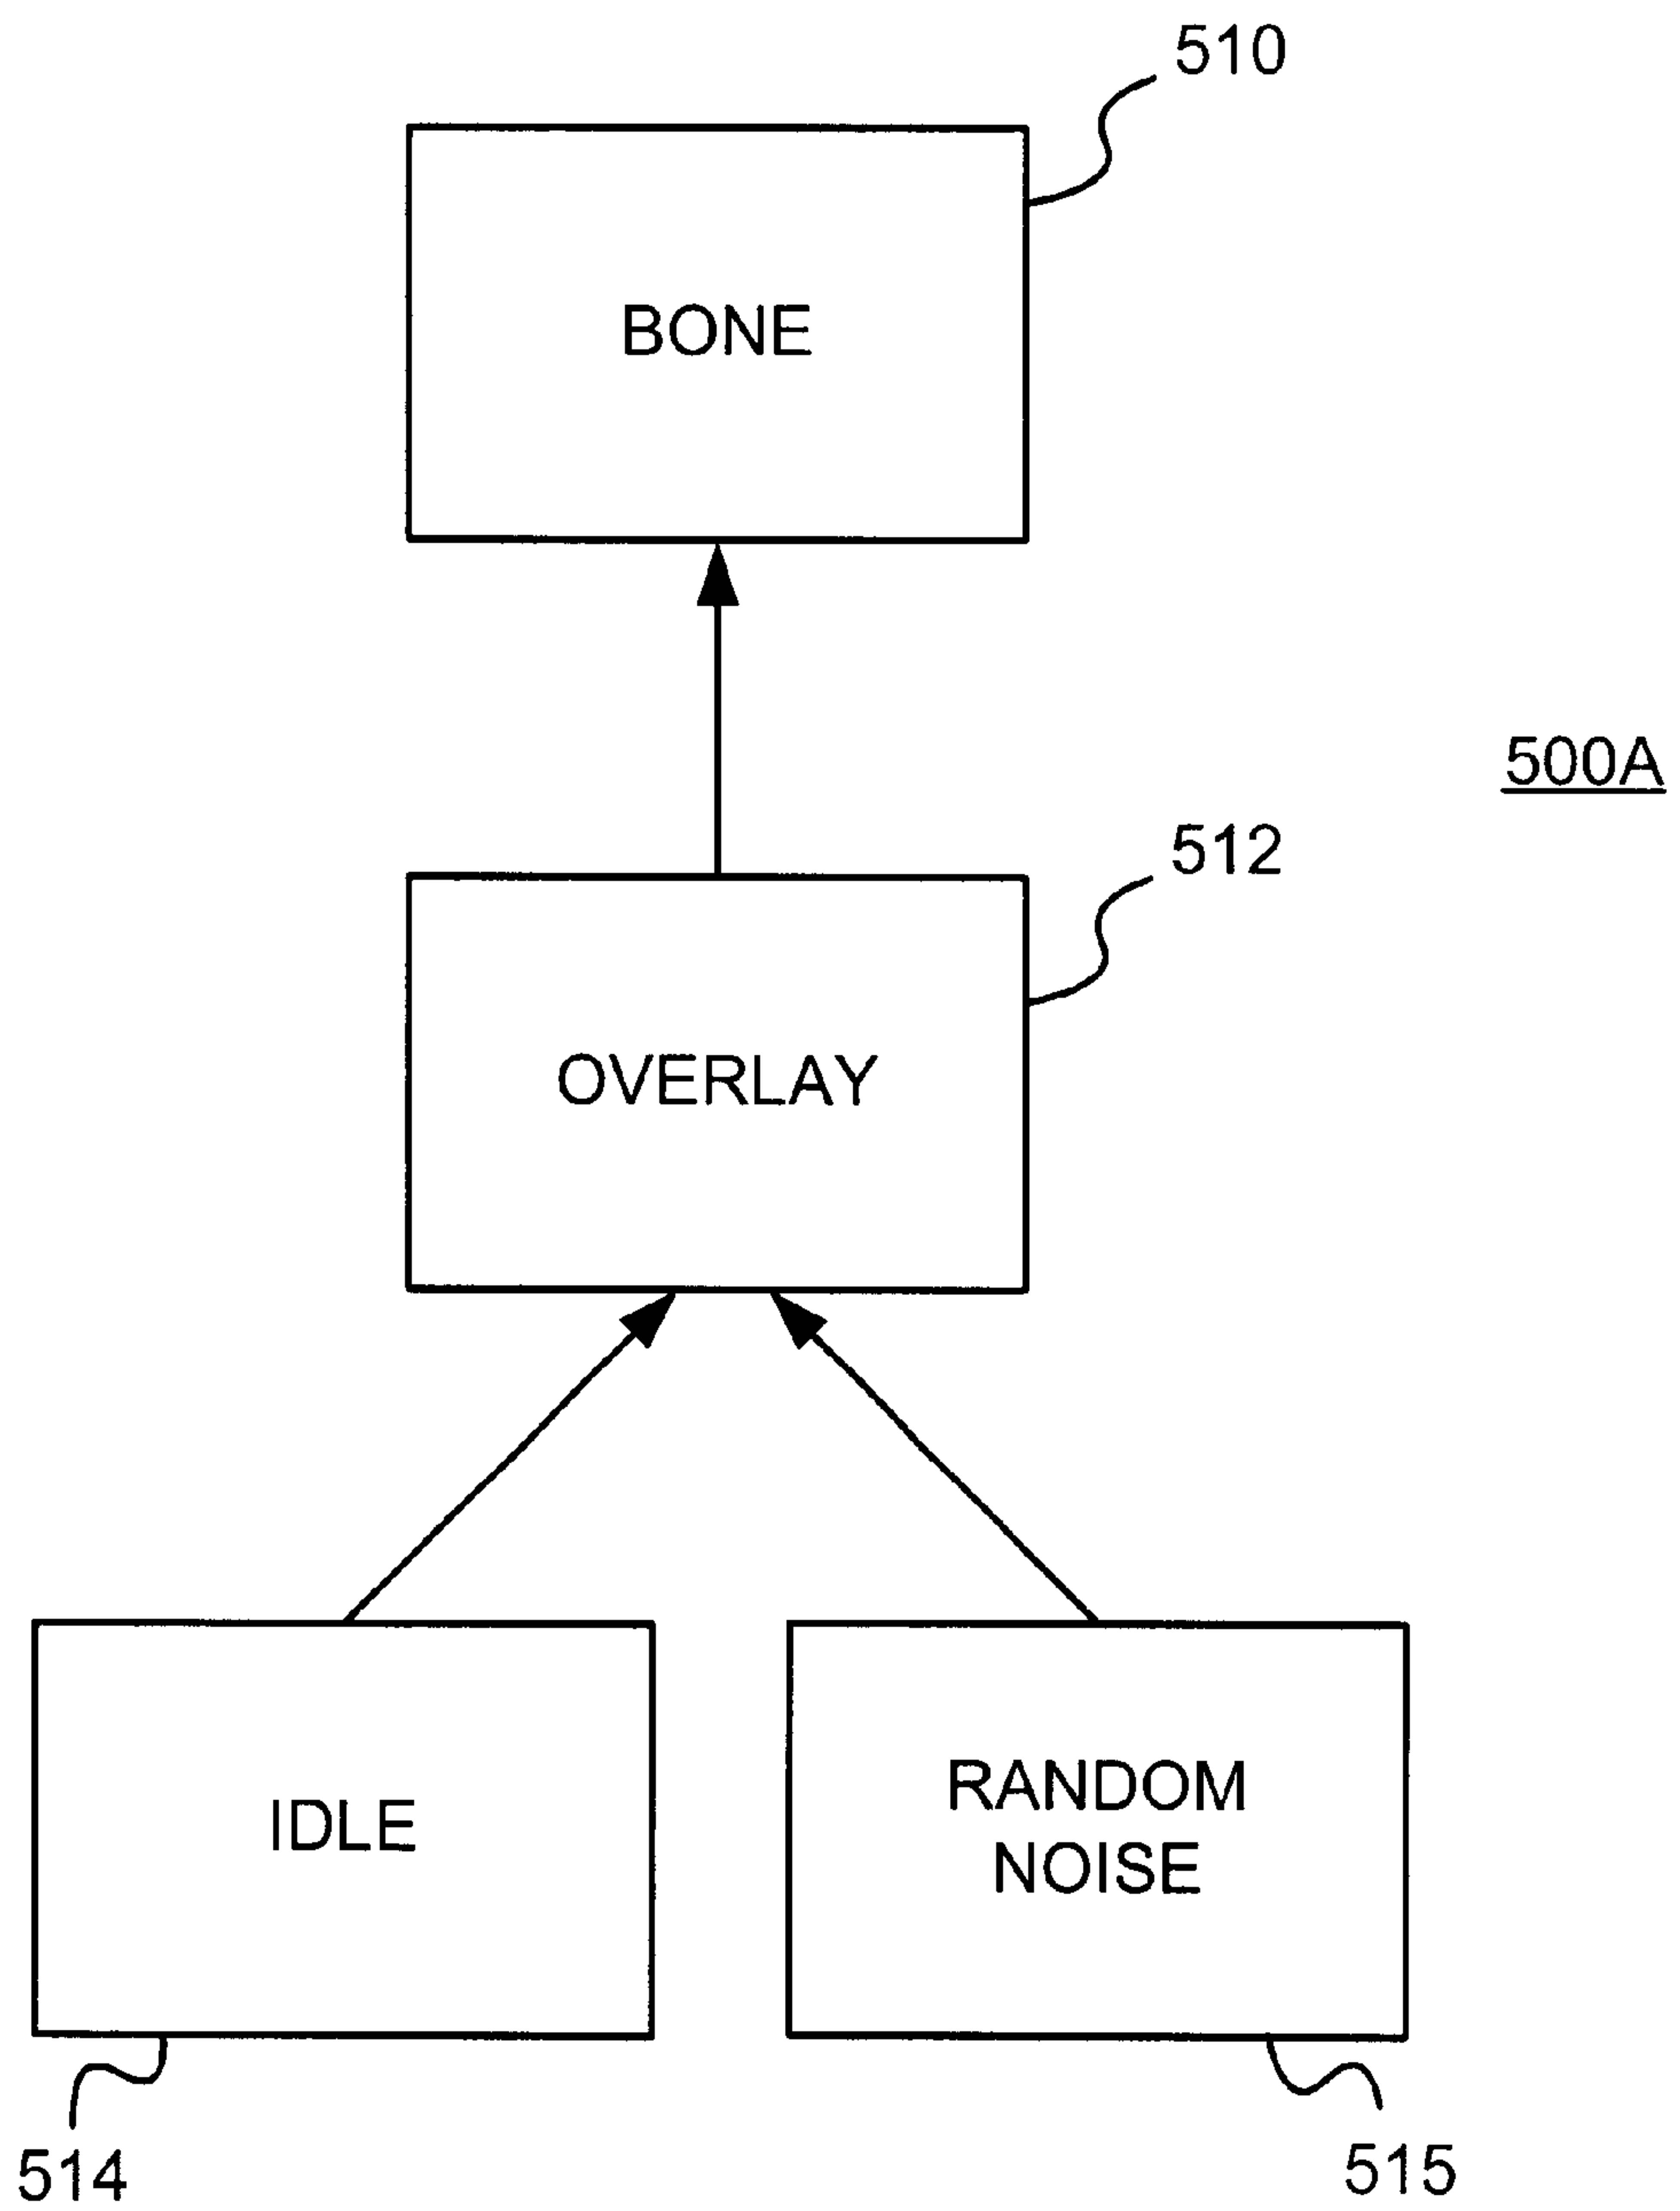 510
BONE
500A
512
OVERLAY
IDLE
RANDOM
NOISE
514
515